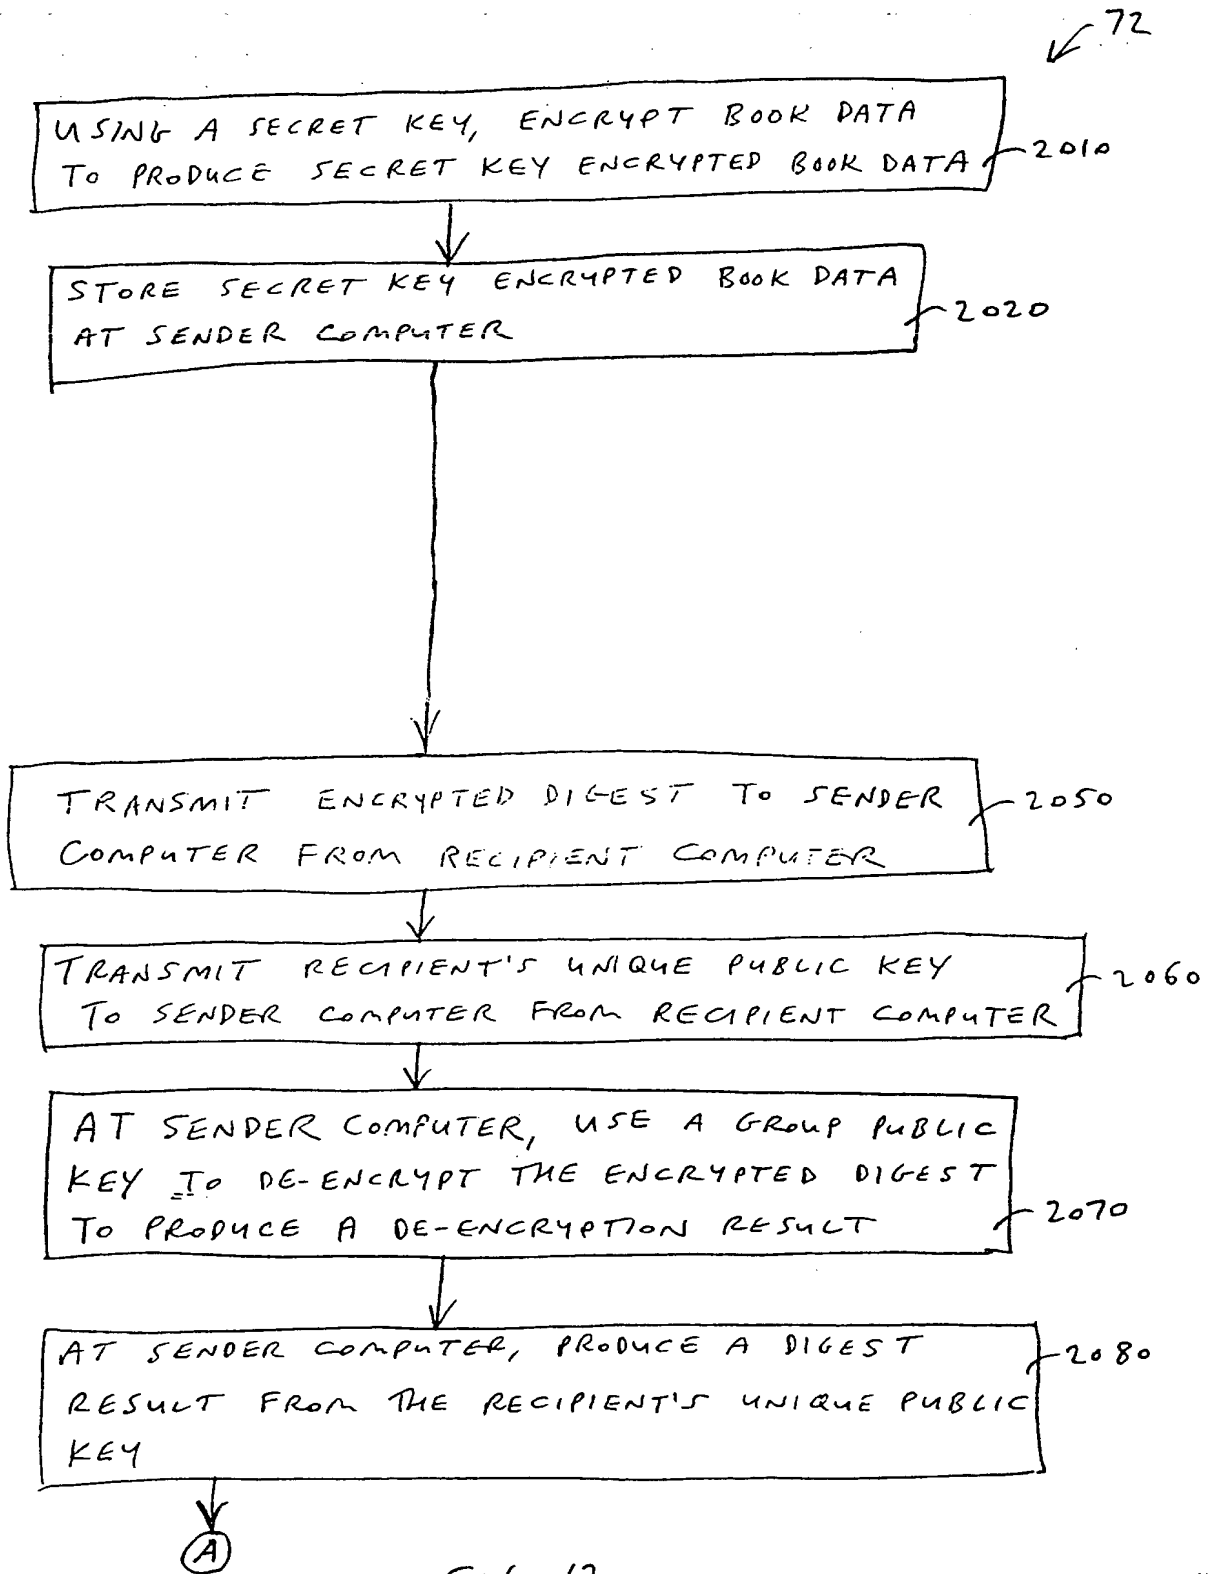 72
USING A SECRET KEY, ENCRYPT BOOK DATA
TO PRODUCE SECRET KEY ENCRYPTED BOOK DATA 2010
STORE SECRET KEY ENCRYPTED BOOK DATA
AT SENDER COMPUTER 2020
TRANSMIT ENCRYPTED DIGEST TO SENDER 2050
COMPUTER FROM RECIPIENT COMPUTER
TRANSMIT RECIPIENT'S UNIQUE PUBLIC KEY 2060
TO SENDER COMPUTER FROM RECIPIENT COMPUTER
AT SENDER COMPUTER, USE A GROUP PUBLIC
KEY TO DE-ENCRYPT THE ENCRYPTED DIGEST
TO PRODUCE A DE-ENCRYPTION RESULT 2070
AT SENDER COMPUTER, PRODUCE A DIGEST 2080
RESULT FROM THE RECIPIENT'S UNIQUE PUBLIC
KEY
A